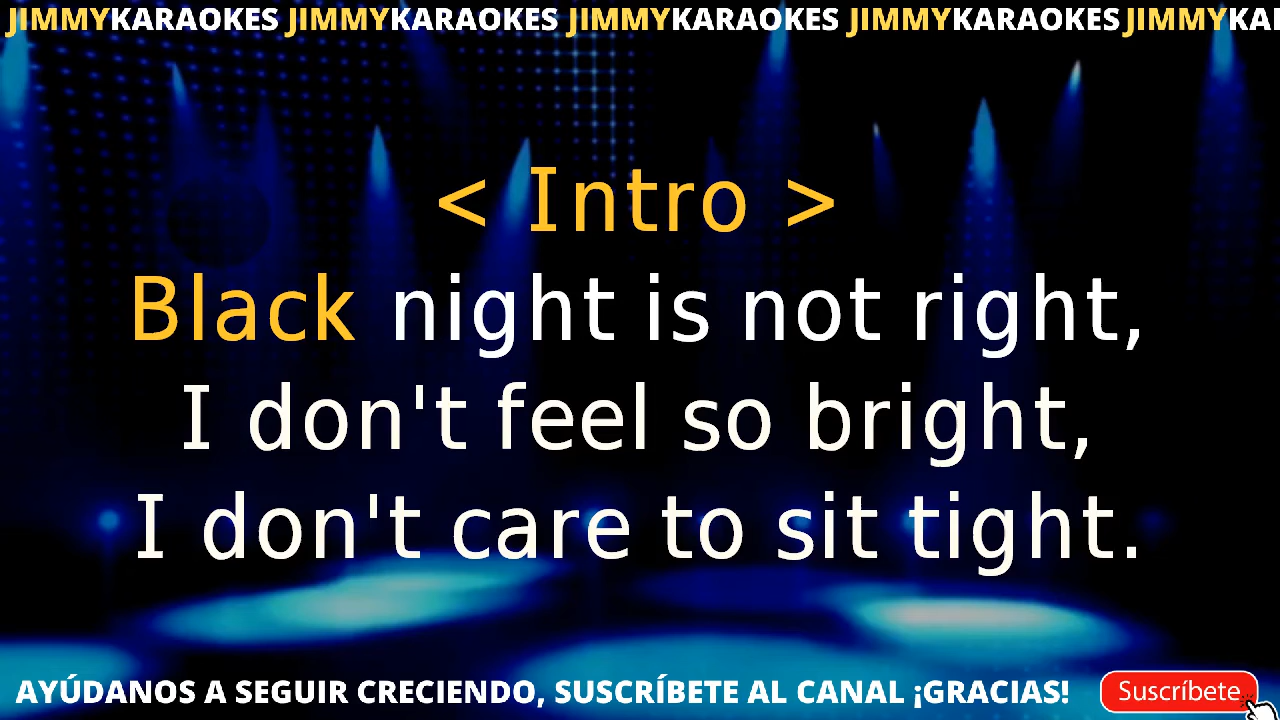 JIMMYKARAOKES JIMMYKARAOKES JIMMYKARAOKES JIMMYKARAOKES JIMMYKA
< Intro >
Black night is not right,
I don't feel so bright,
I don't care to sit tight.
AYÚDANOS A SEGUIR CRECIENDO, SUSCRÍBETE AL CANAL ¡GRACIAS!
Suscríbete